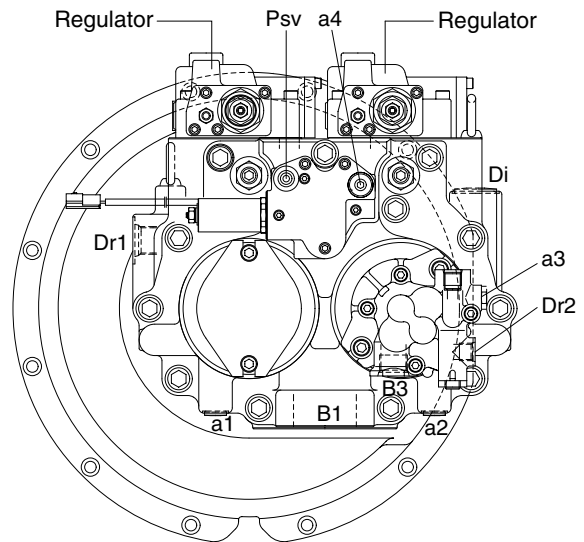 Regulator
Psv
a4
Regulator
Di
Dr1
a3
Dr2
B3
a1
B1
a2